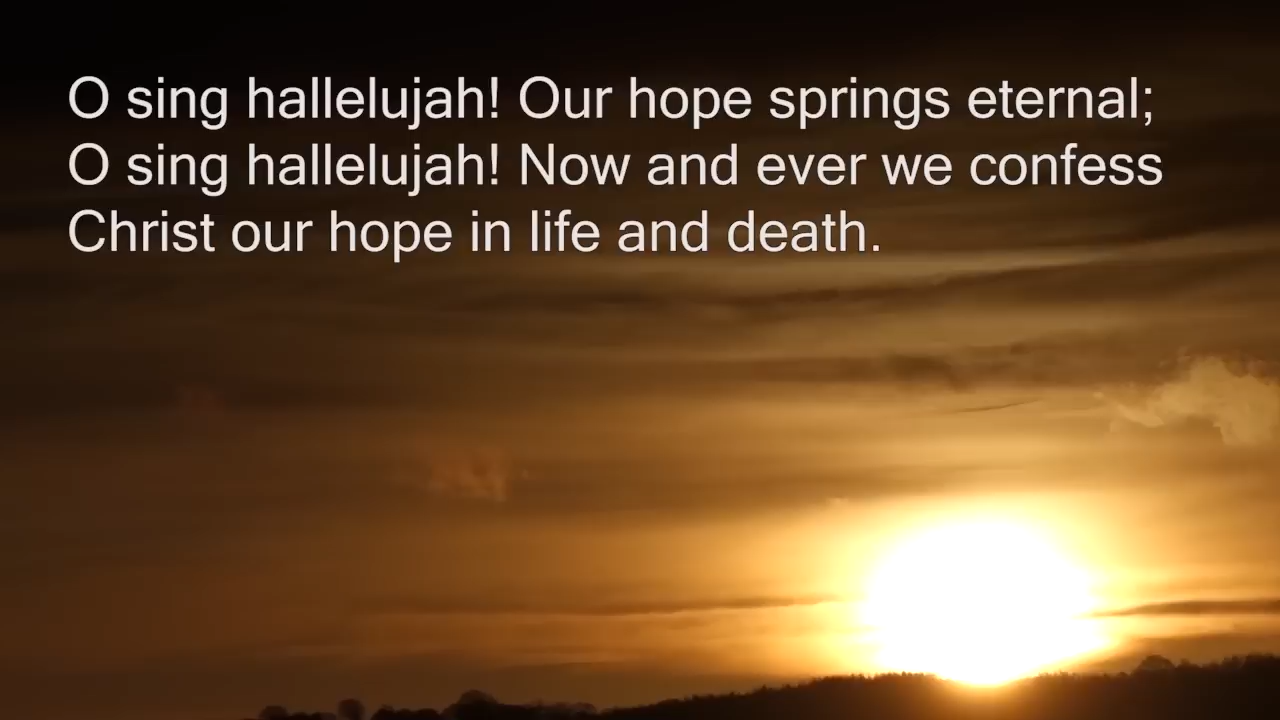 O sing hallelujah! Our hope springs eternal;
O sing hallelujah! Now and ever we confess
Christ our hope in life and death.